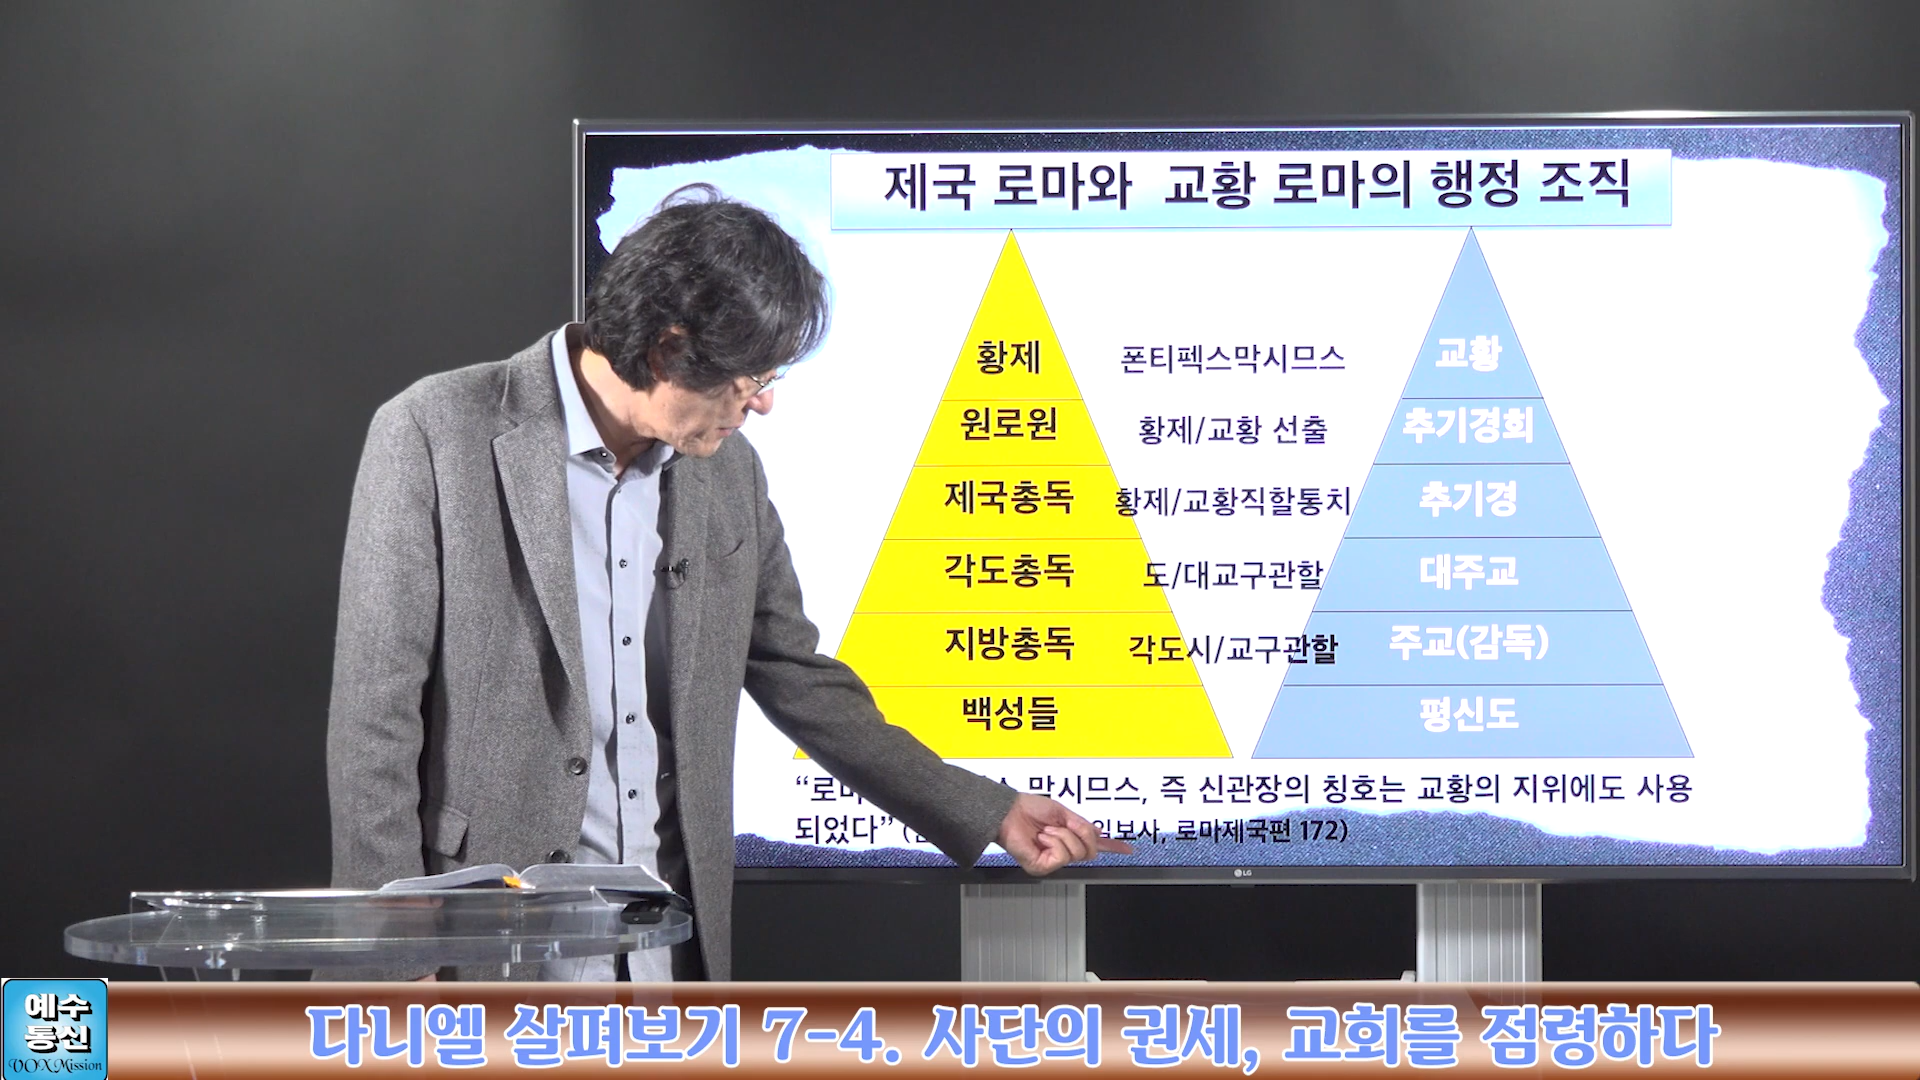 제국 로마와 교황 로마의 행정 조직
황제 폰티펙스막시므스 교황
원로원 황제/교황 선출 추기경회
제국총독 황제/교황직할통치 추기경
각도총독 도/대교구관할 대주교
지방총독 각도시/교구관할 주교(감독)
백성들 평신도
막시므스, 즉 신관장의 칭호는 교황의 지위에도 사용
되었다” 로마제국편 172)
LG
예수
통신
VOX Mission
다니엘 살펴보기 7-4. 사단의 권세, 교회를 점령하다